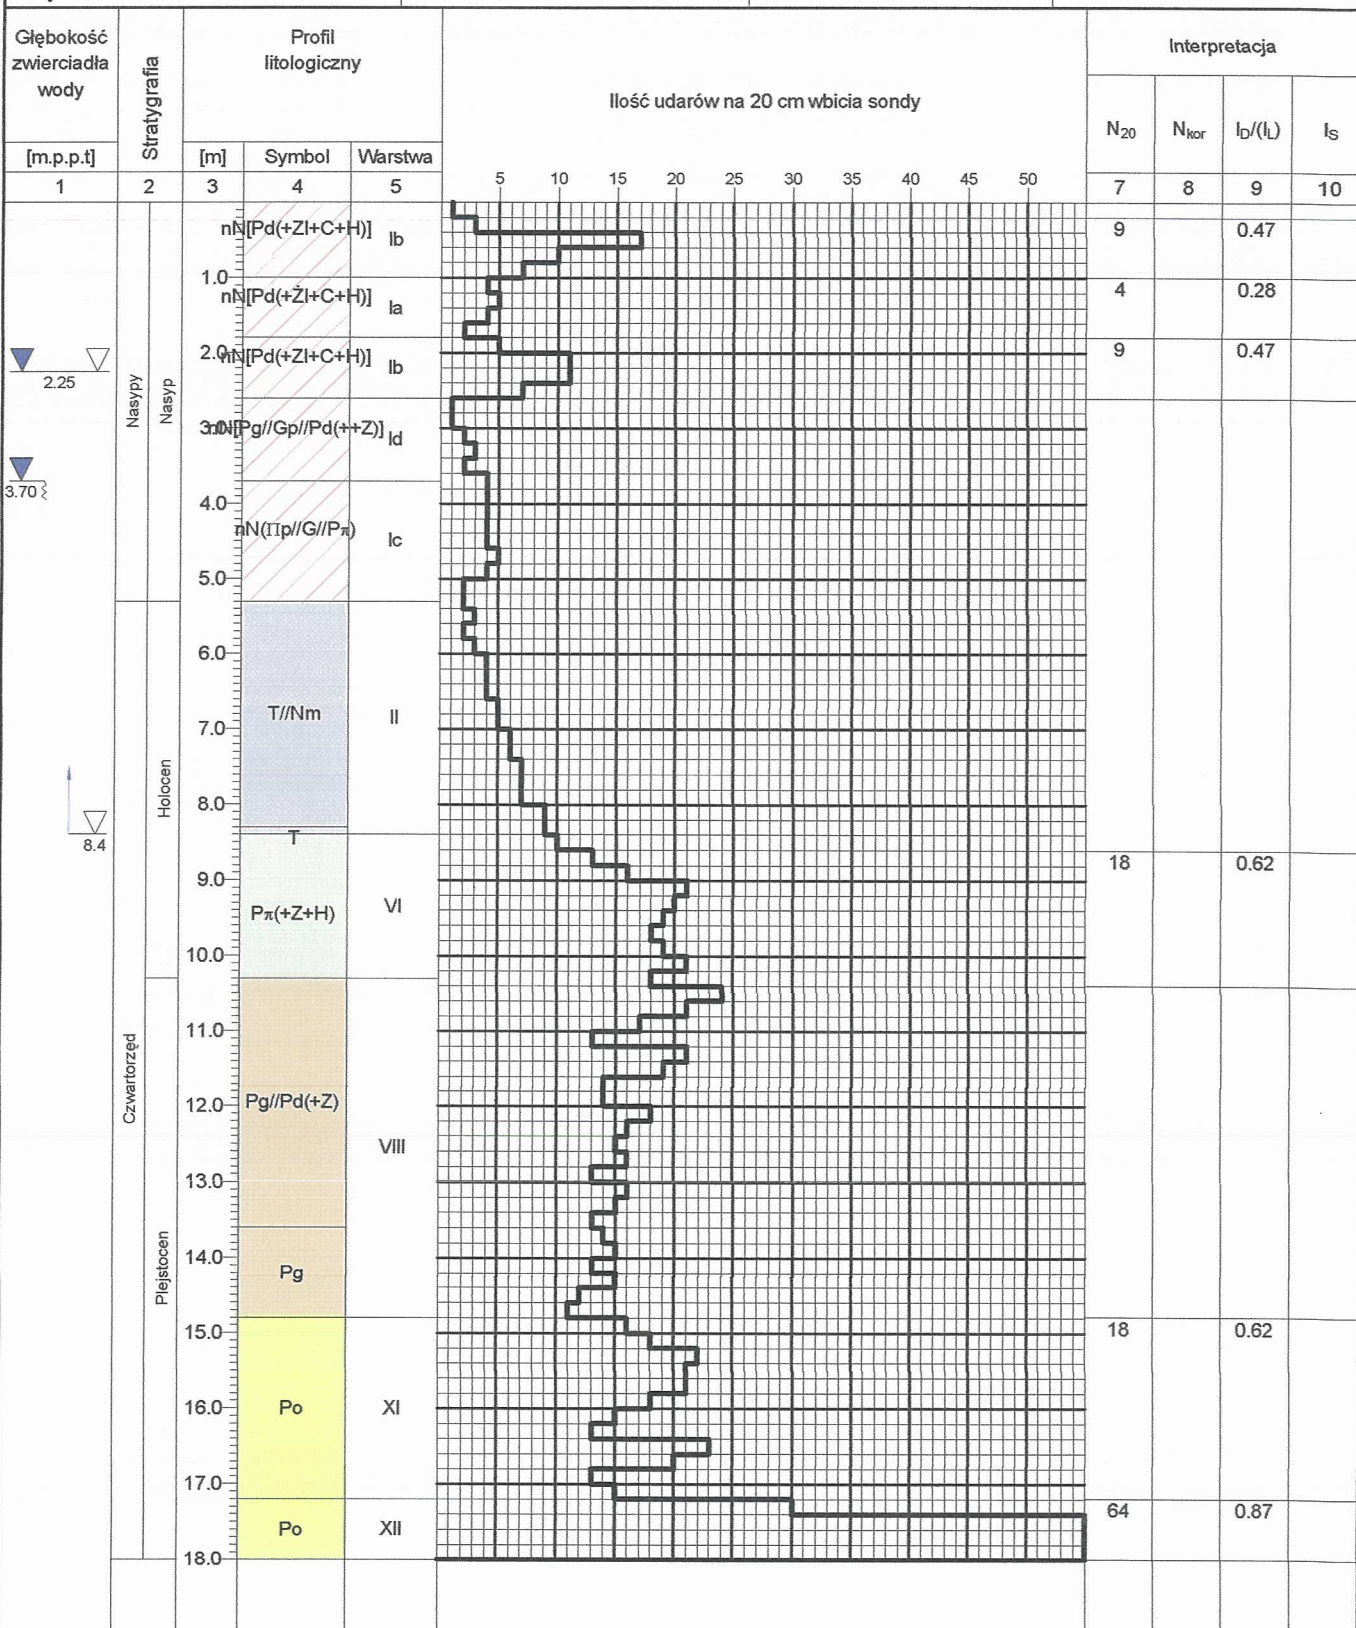 Głębokość zwierciadła wody
Stratygrafia
Profil litologiczny
Ilość udarów na 20 cm wbicia sondy
Interpretacja
[m.p.p.t]
[m]
Symbol
Warstwa
N20
Nkor
ID/(IL)
IS
1
2
3
4
5
5
10
15
20
25
30
35
40
45
50
7
8
9
10
nN[Pd(+ZI+C+H)]
Ib
9
0.47
1.0
nN[Pd(+ŻI+C+H)]
Ia
4
0.28
2.0
nN[Pd(+ZI+C+H)]
Ib
9
0.47
2.25
Nasypy
Nasyp
3.0
nN[Pg//Gp//Pd(++Z)]
Id
3.70
4.0
nN(Πp//G//Pπ)
Ic
5.0
6.0
T//Nm
II
7.0
8.0
Holocen
T
8.4
18
0.62
9.0
Pπ(+Z+H)
VI
10.0
11.0
Czwartorzęd
12.0
Pg//Pd(+Z)
VIII
13.0
Plejstocen
14.0
Pg
15.0
18
0.62
16.0
Po
XI
17.0
64
0.87
Po
XII
18.0